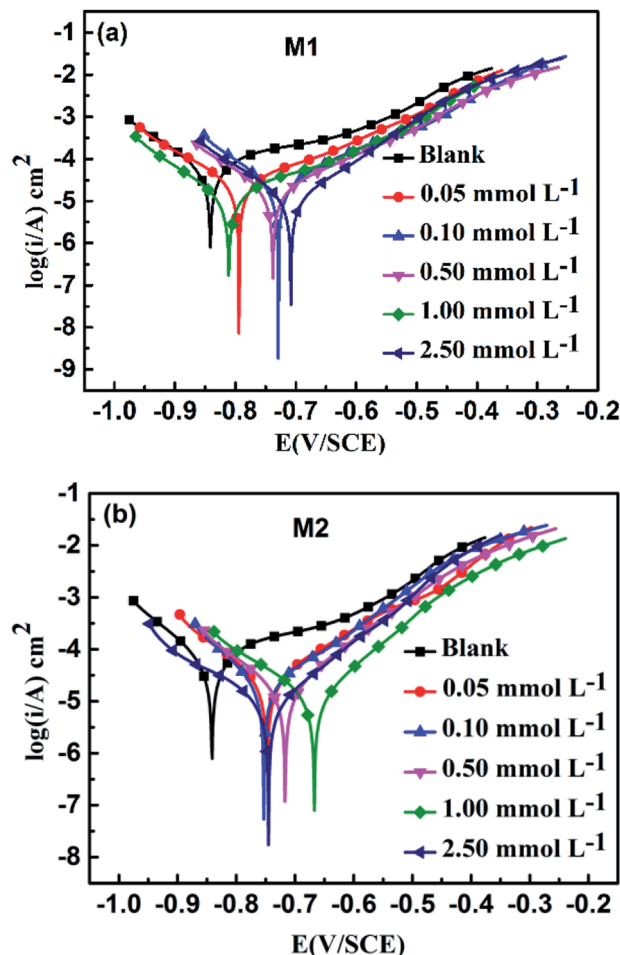 (a)
M1
-1
-2
-3
-4
-5
-6
-7
-8
-9
log(i/A) cm²
Blank
0.05 mmol L⁻¹
0.10 mmol L⁻¹
0.50 mmol L⁻¹
1.00 mmol L⁻¹
2.50 mmol L⁻¹
-1.0 -0.9 -0.8 -0.7 -0.6 -0.5 -0.4 -0.3 -0.2
E(V/SCE)
(b)
M2
-1
-2
-3
-4
-5
-6
-7
-8
log(i/A) cm²
Blank
0.05 mmol L⁻¹
0.10 mmol L⁻¹
0.50 mmol L⁻¹
1.00 mmol L⁻¹
2.50 mmol L⁻¹
-1.0 -0.9 -0.8 -0.7 -0.6 -0.5 -0.4 -0.3 -0.2
E(V/SCE)